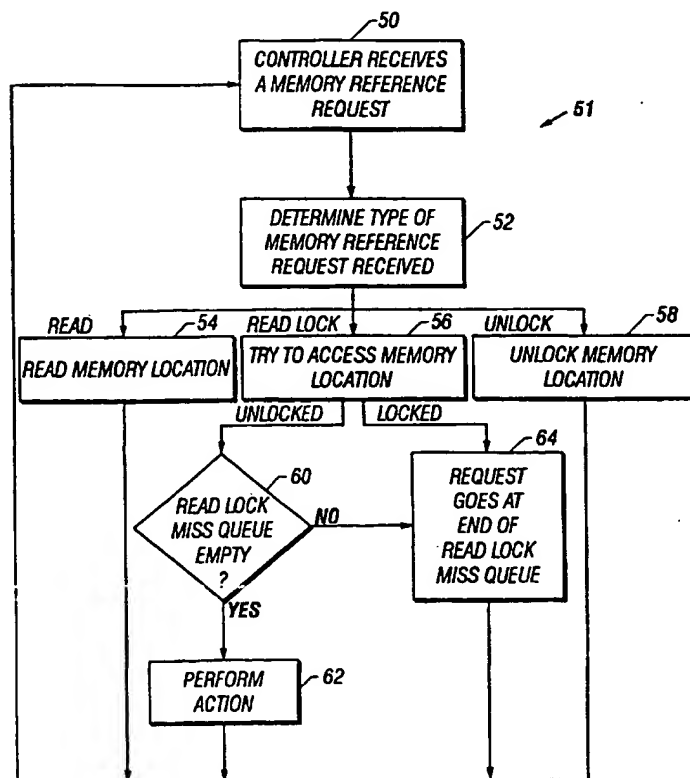 50
CONTROLLER RECEIVES
A MEMORY REFERENCE
REQUEST
51
DETERMINE TYPE OF
MEMORY REFERENCE
REQUEST RECEIVED
52
READ
54
READ LOCK
56
UNLOCK
58
READ MEMORY LOCATION
TRY TO ACCESS MEMORY
LOCATION
UNLOCK MEMORY
LOCATION
UNLOCKED
LOCKED
60
READ LOCK
MISS QUEUE
EMPTY
?
NO
YES
64
REQUEST
GOES AT
END OF
READ LOCK
MISS QUEUE
PERFORM
ACTION
62